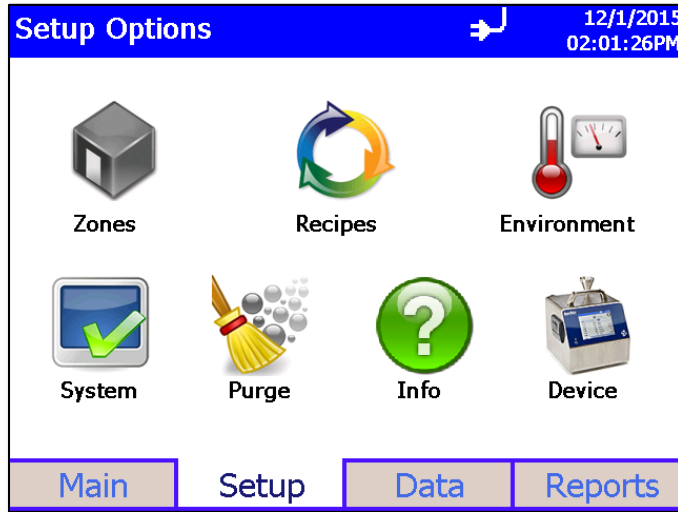 Setup Options
12/1/2015
02:01:26PM
Zones
Recipes
Environment
System
Purge
Info
Device
Main
Setup
Data
Reports